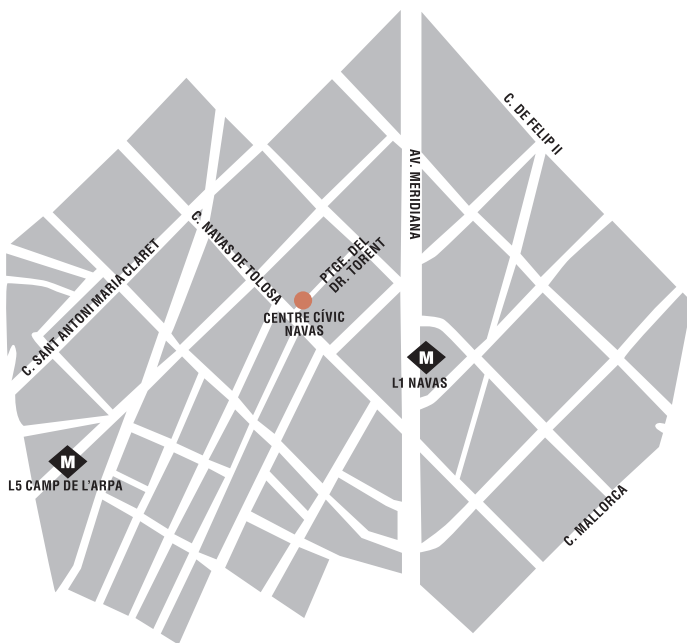 C. DE FELIP II
AV. MERIDIANA
C. NAVAS DE TOLOSA
PTGE. DEL
DR. TORENT
C. SANT ANTONI MARIA CLARET
CENTRE CÍVIC
NAVAS
M
L1 NAVAS
M
L5 CAMP DE L'ARPA
C. MALLORCA